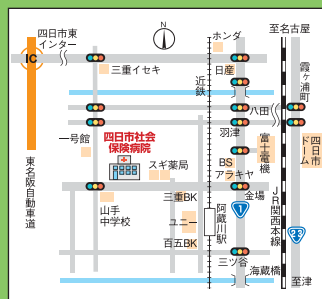 N
至名古屋
四日市東
インター
IC
ホンダ
三重イセキ
日産
近鉄
霞ヶ浦町
八田
羽津
一号館
四日市社会
保険病院
スギ薬局
富士電機
四日市
ドーム
BS
アラキヤ
東名阪自動車道
山手
中学校
三重BK
金場
1
ユニー
阿蔵川駅
JR関西本線
23
百五BK
三ツ谷
海蔵橋
至津